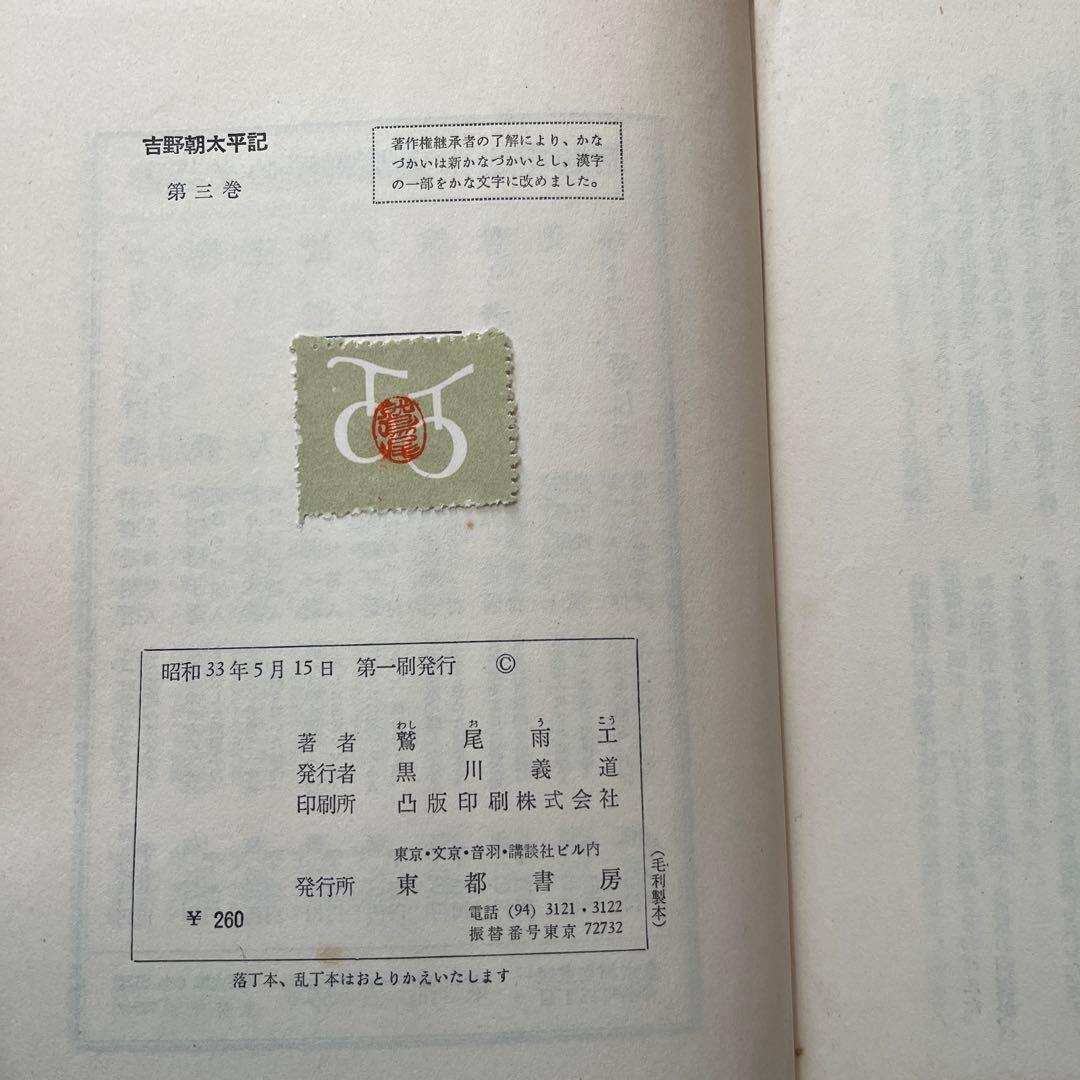 吉野朝太平記
第三巻
著作権継承者の了解により、かな
づかいは新かなづかいとし、漢字
の一部をかな文字に改めました。
鷲尾
昭和33年5月15日 第一刷発行 ©
わし お う こう
著者 鷲尾雨工
発行者 黒川義道
印刷所 凸版印刷株式会社
東京・文京・音羽・講談社ビル内
発行所 東都書房
¥ 260
電話 (94) 3121・3122
振替番号東京 72732
(毛利製本)
落丁本、乱丁本はおとりかえいたします